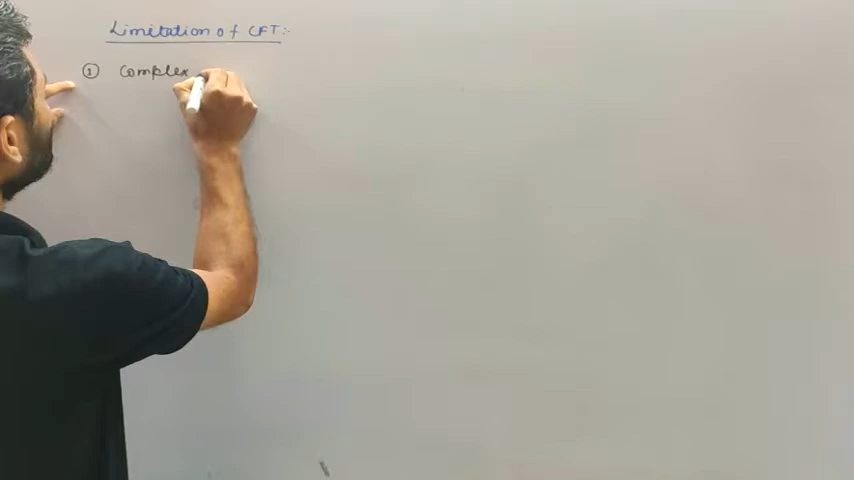 Limitation of CFT:-
① Complex